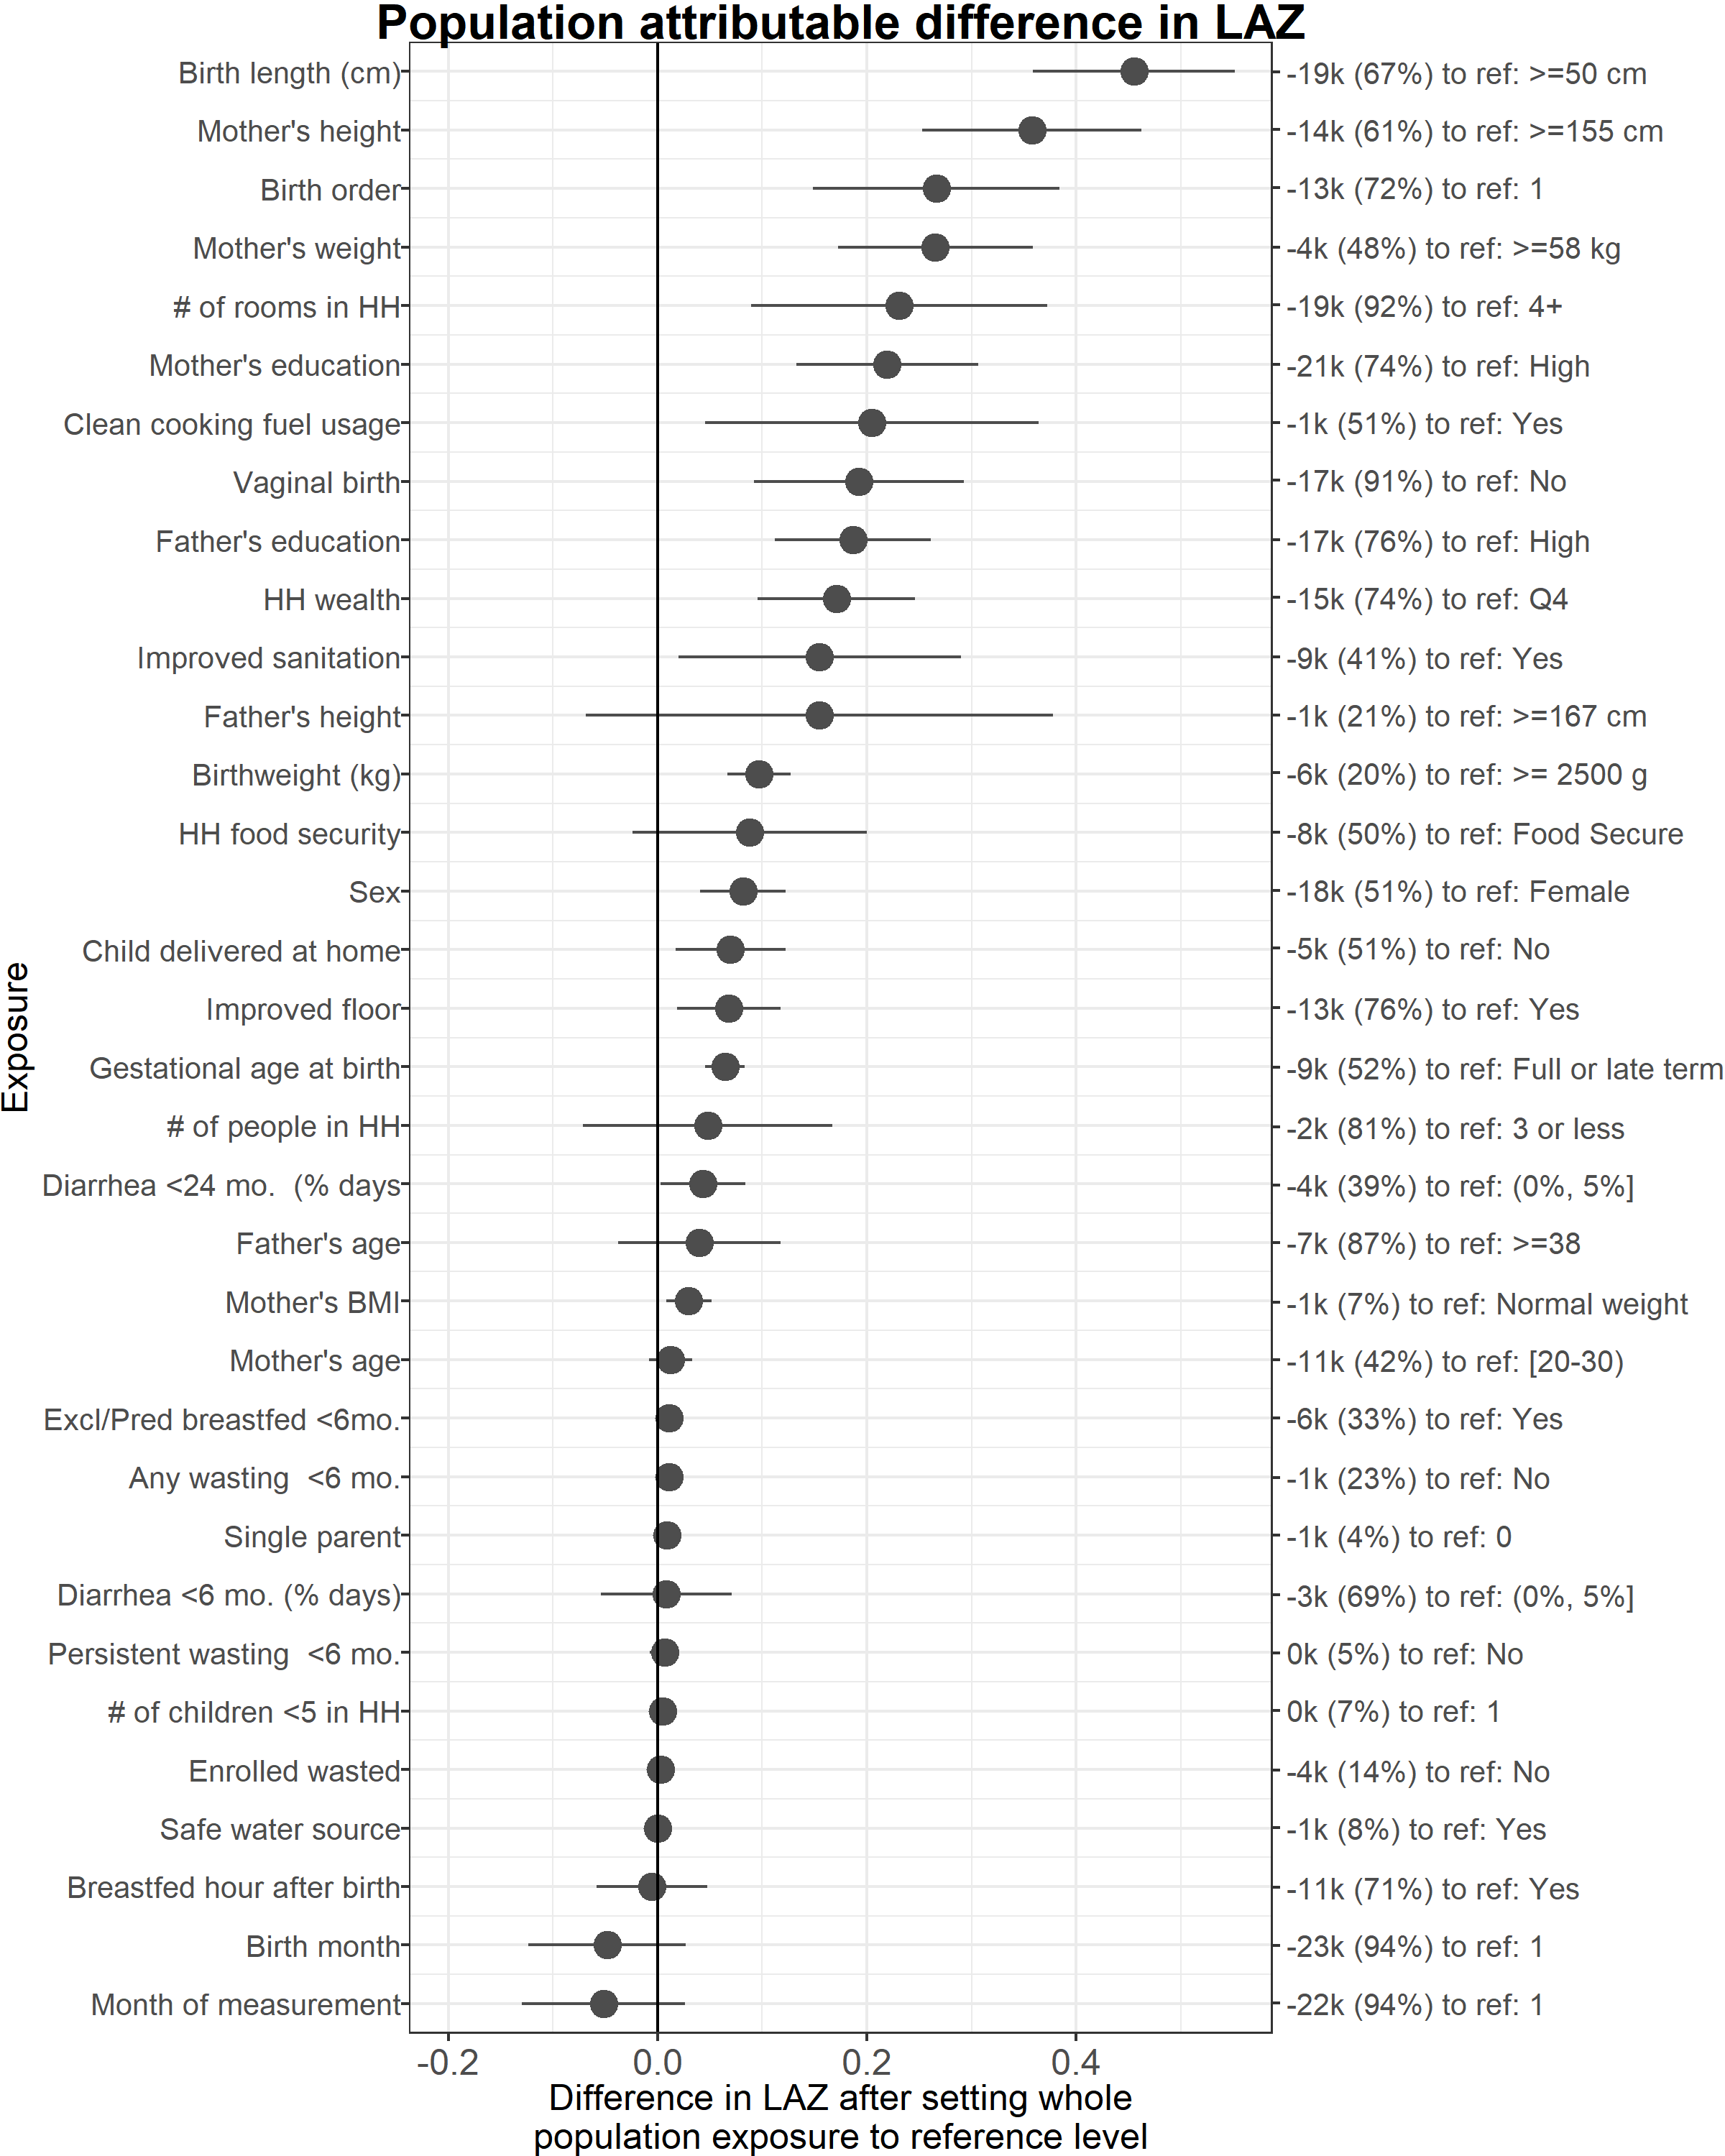 Population attributable difference in LAZ
Birth length (cm) -19k (67%) to ref: >=50 cm
Mother's height -14k (61%) to ref: >=155 cm
Birth order -13k (72%) to ref: 1
Mother's weight -4k (48%) to ref: >=58 kg
# of rooms in HH -19k (92%) to ref: 4+
Mother's education -21k (74%) to ref: High
Clean cooking fuel usage -1k (51%) to ref: Yes
Vaginal birth -17k (91%) to ref: No
Father's education -17k (76%) to ref: High
HH wealth -15k (74%) to ref: Q4
Improved sanitation -9k (41%) to ref: Yes
Father's height -1k (21%) to ref: >=167 cm
Birthweight (kg) -6k (20%) to ref: >= 2500 g
HH food security -8k (50%) to ref: Food Secure
Sex -18k (51%) to ref: Female
Child delivered at home -5k (51%) to ref: No
Improved floor -13k (76%) to ref: Yes
Gestational age at birth -9k (52%) to ref: Full or late term
# of people in HH -2k (81%) to ref: 3 or less
Diarrhea <24 mo.  (% days -4k (39%) to ref: (0%, 5%]
Father's age -7k (87%) to ref: >=38
Mother's BMI -1k (7%) to ref: Normal weight
Mother's age -11k (42%) to ref: [20-30)
Excl/Pred breastfed <6mo. -6k (33%) to ref: Yes
Any wasting  <6 mo. -1k (23%) to ref: No
Single parent -1k (4%) to ref: 0
Diarrhea <6 mo. (% days) -3k (69%) to ref: (0%, 5%]
Persistent wasting  <6 mo. 0k (5%) to ref: No
# of children <5 in HH 0k (7%) to ref: 1
Enrolled wasted -4k (14%) to ref: No
Safe water source -1k (8%) to ref: Yes
Breastfed hour after birth -11k (71%) to ref: Yes
Birth month -23k (94%) to ref: 1
Month of measurement -22k (94%) to ref: 1
Exposure
-0.2 0.0 0.2 0.4
Difference in LAZ after setting whole
population exposure to reference level